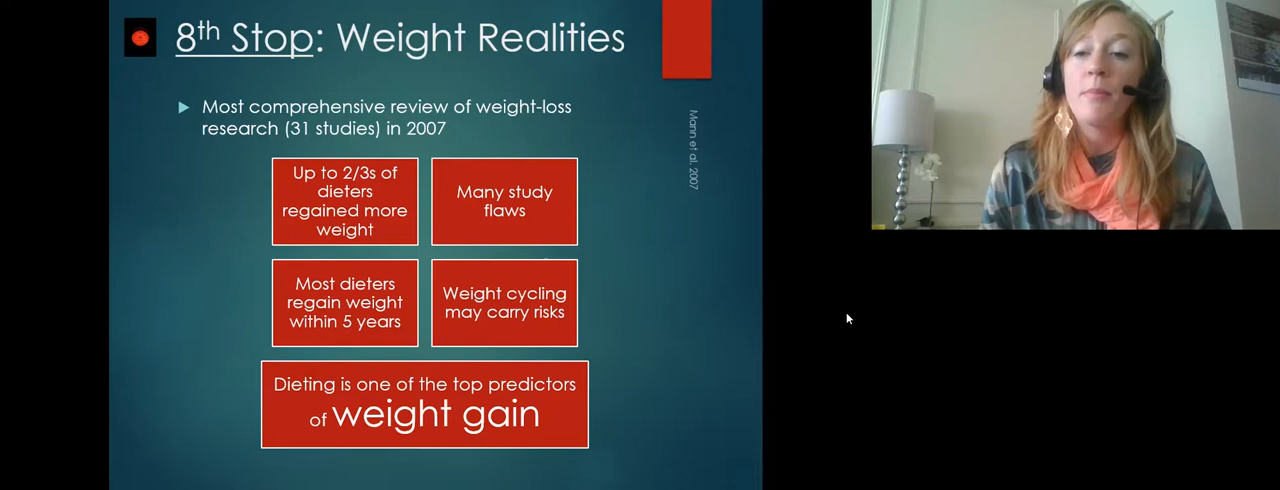 8th Stop: Weight Realities
Most comprehensive review of weight-loss
research (31 studies) in 2007
Up to 2/3s of
dieters
regained more
weight
Many study
flaws
Most dieters
regain weight
within 5 years
Weight cycling
may carry risks
Dieting is one of the top predictors
of weight gain
Mann et al, 2007